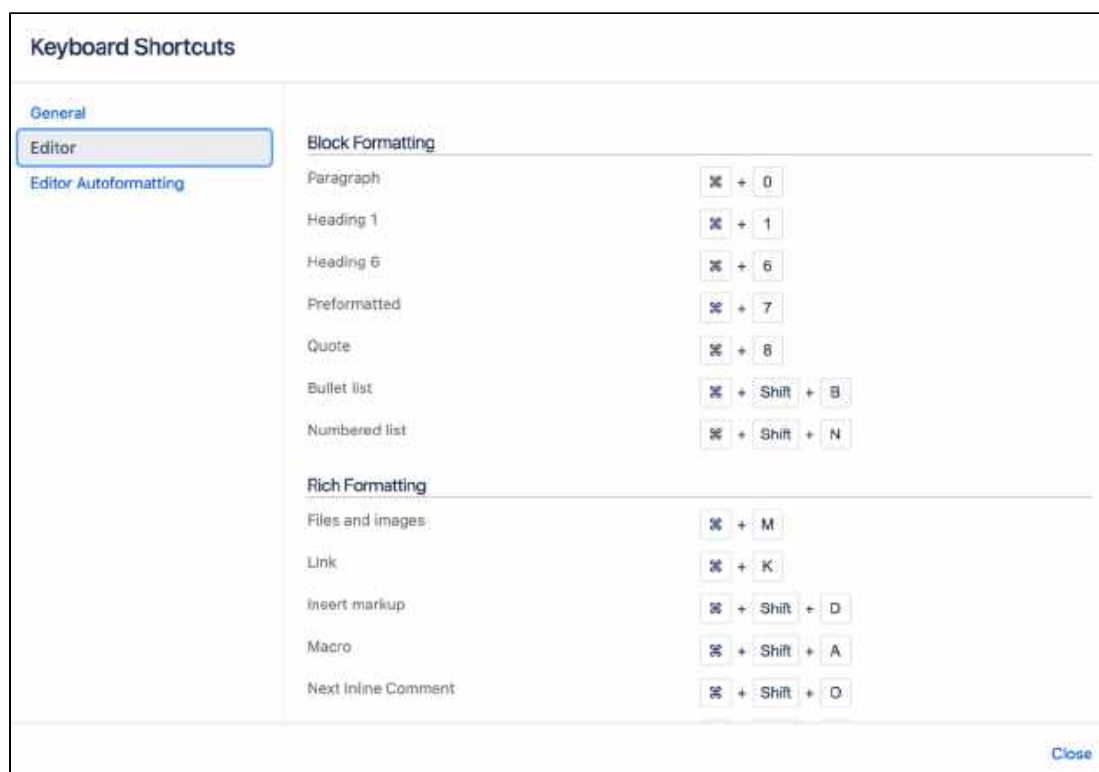 Keyboard Shortcuts
General
Editor
Editor Autoformatting
Block Formatting
Paragraph ⌘ + 0
Heading 1 ⌘ + 1
Heading 6 ⌘ + 6
Preformatted ⌘ + 7
Quote ⌘ + 8
Bullet list ⌘ + Shift + B
Numbered list ⌘ + Shift + N
Rich Formatting
Files and images ⌘ + M
Link ⌘ + K
Insert markup ⌘ + Shift + D
Macro ⌘ + Shift + A
Next Inline Comment ⌘ + Shift + O
Close